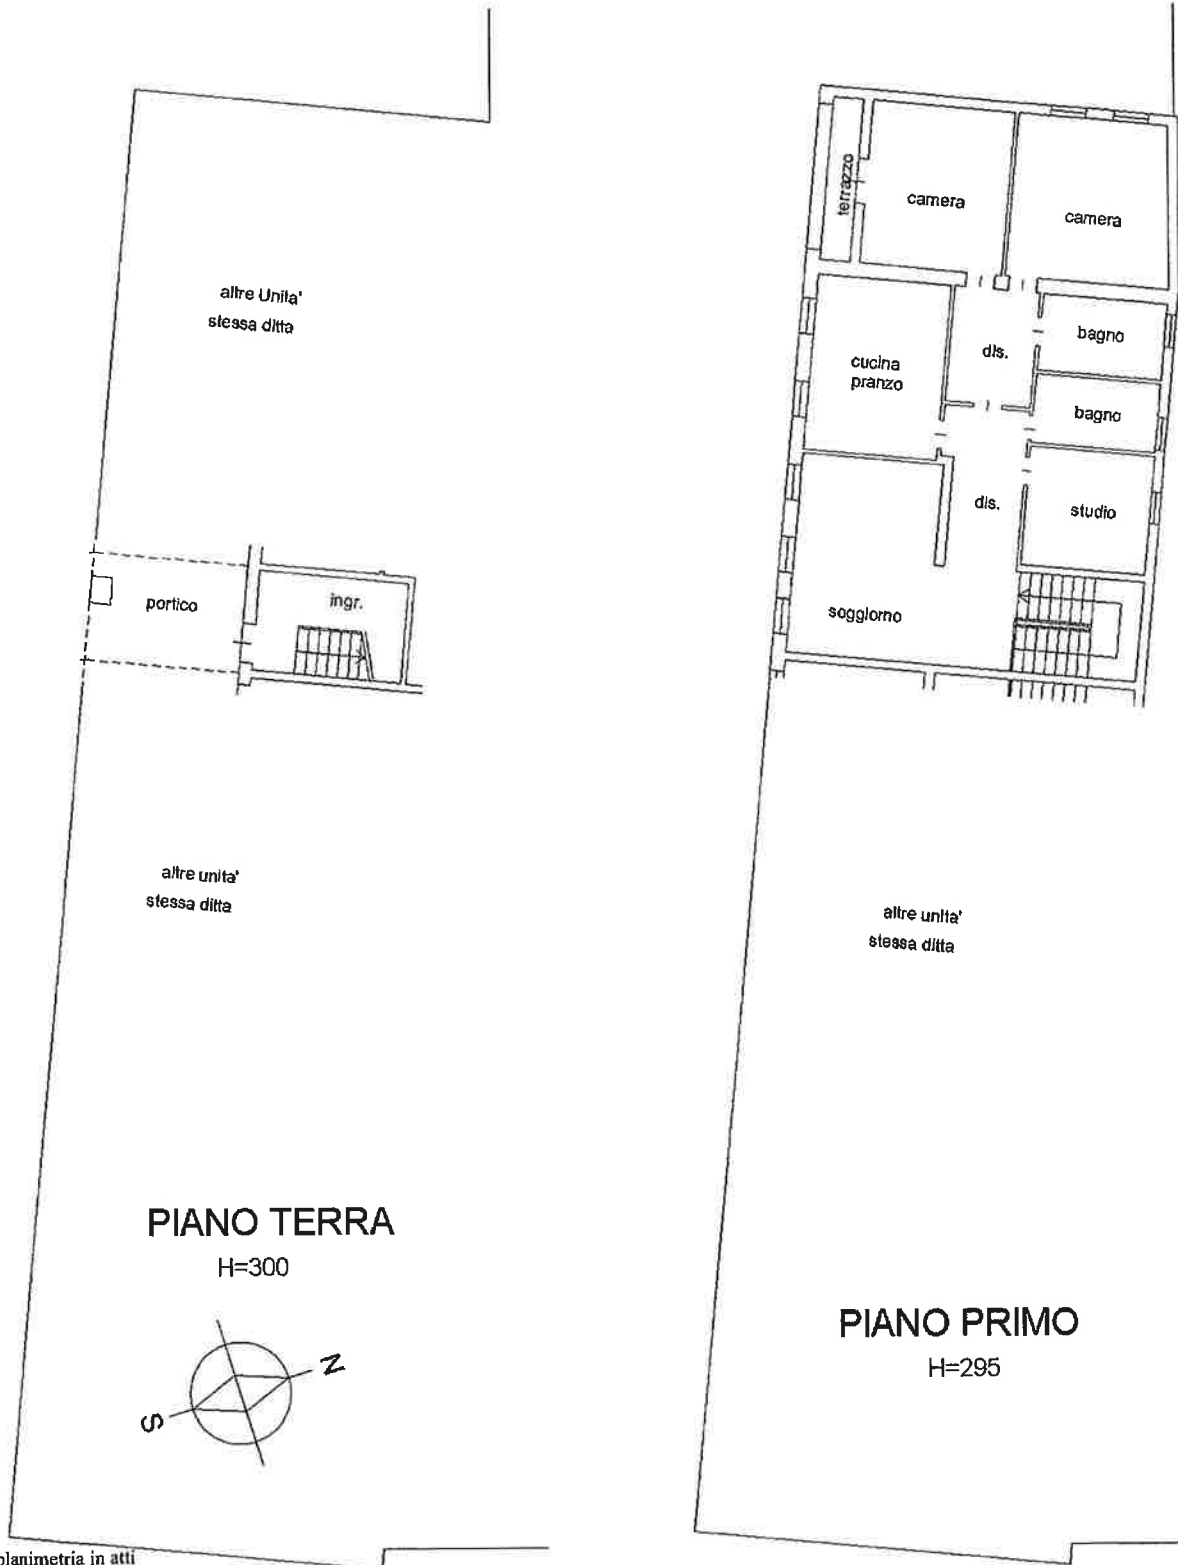 altre Unita'
stessa ditta
portico
ingr.
altre unita'
stessa ditta
PIANO TERRA
H=300
N
S
planimetria in atti
terrazzo
camera
camera
cucina
pranzo
dis.
bagno
bagno
dis.
studio
soggiorno
altre unita'
stessa ditta
PIANO PRIMO
H=295